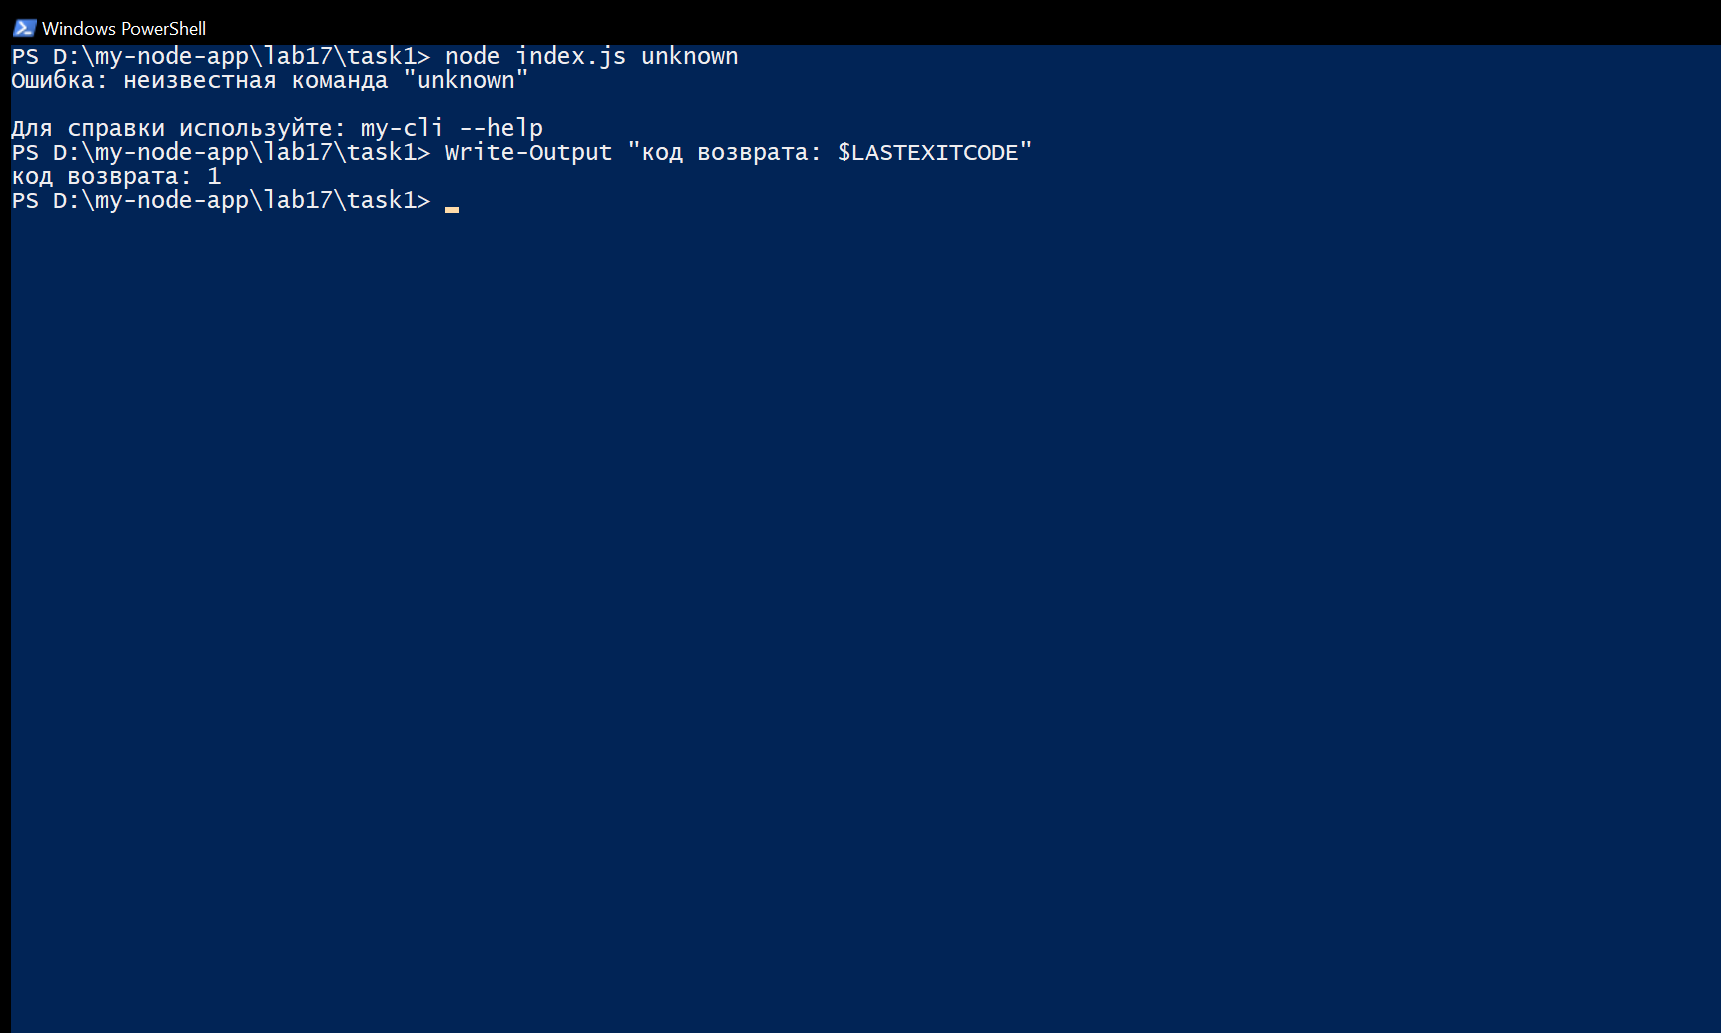 Windows PowerShell
PS D:\my-node-app\lab17\task1> node index.js unknown
Ошибка: неизвестная команда "unknown"
Для справки используйте: my-cli --help
PS D:\my-node-app\lab17\task1> Write-Output "код возврата: $LASTEXITCODE"
код возврата: 1
PS D:\my-node-app\lab17\task1>